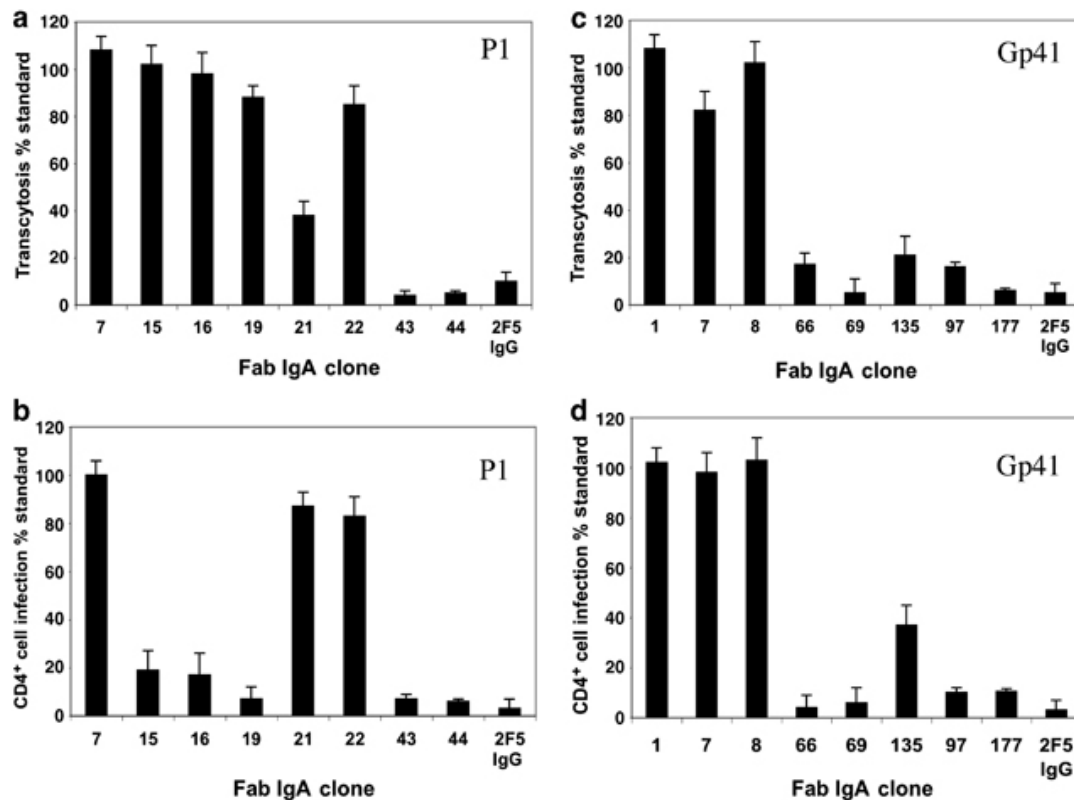 a
P1
Transcytosis % standard
120
100
80
60
40
20
0
7 15 16 19 21 22 43 44 2F5 IgG
Fab IgA clone
c
Gp41
Transcytosis % standard
120
100
80
60
40
20
0
1 7 8 66 69 135 97 177 2F5 IgG
Fab IgA clone
b
P1
CD4+ cell infection % standard
120
100
80
60
40
20
0
7 15 16 19 21 22 43 44 2F5 IgG
Fab IgA clone
d
Gp41
CD4+ cell infection % standard
120
100
80
60
40
20
0
1 7 8 66 69 135 97 177 2F5 IgG
Fab IgA clone